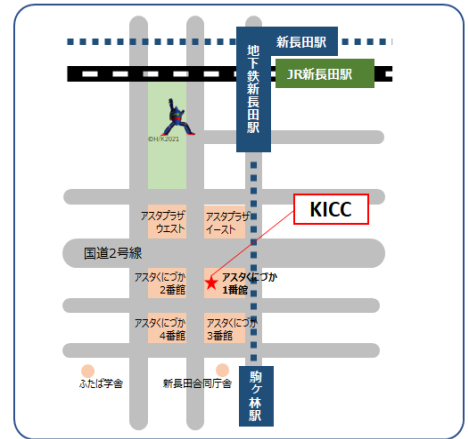 新長田駅
地下鉄新長田駅
JR新長田駅
©H/K2021
アスタプラザ
ウエスト
アスタプラザ
イースト
KICC
国道2号線
アスタくにづか
2番館
アスタくにづか
1番館
アスタくにづか
4番館
アスタくにづか
3番館
ふたば学舎
新長田合同庁舎
駒ケ林駅